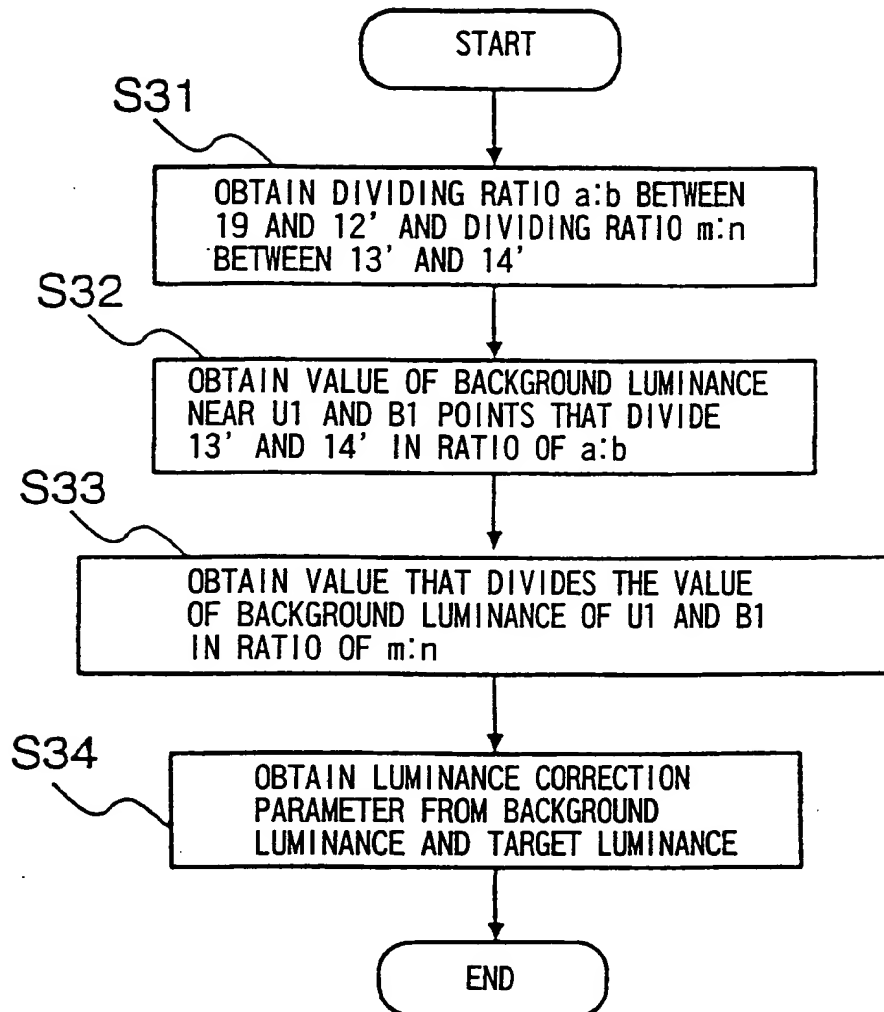 START
S31
OBTAIN DIVIDING RATIO a:b BETWEEN
19 AND 12' AND DIVIDING RATIO m:n
BETWEEN 13' AND 14'
S32
OBTAIN VALUE OF BACKGROUND LUMINANCE
NEAR U1 AND B1 POINTS THAT DIVIDE
13' AND 14' IN RATIO OF a:b
S33
OBTAIN VALUE THAT DIVIDES THE VALUE
OF BACKGROUND LUMINANCE OF U1 AND B1
IN RATIO OF m:n
S34
OBTAIN LUMINANCE CORRECTION
PARAMETER FROM BACKGROUND
LUMINANCE AND TARGET LUMINANCE
END